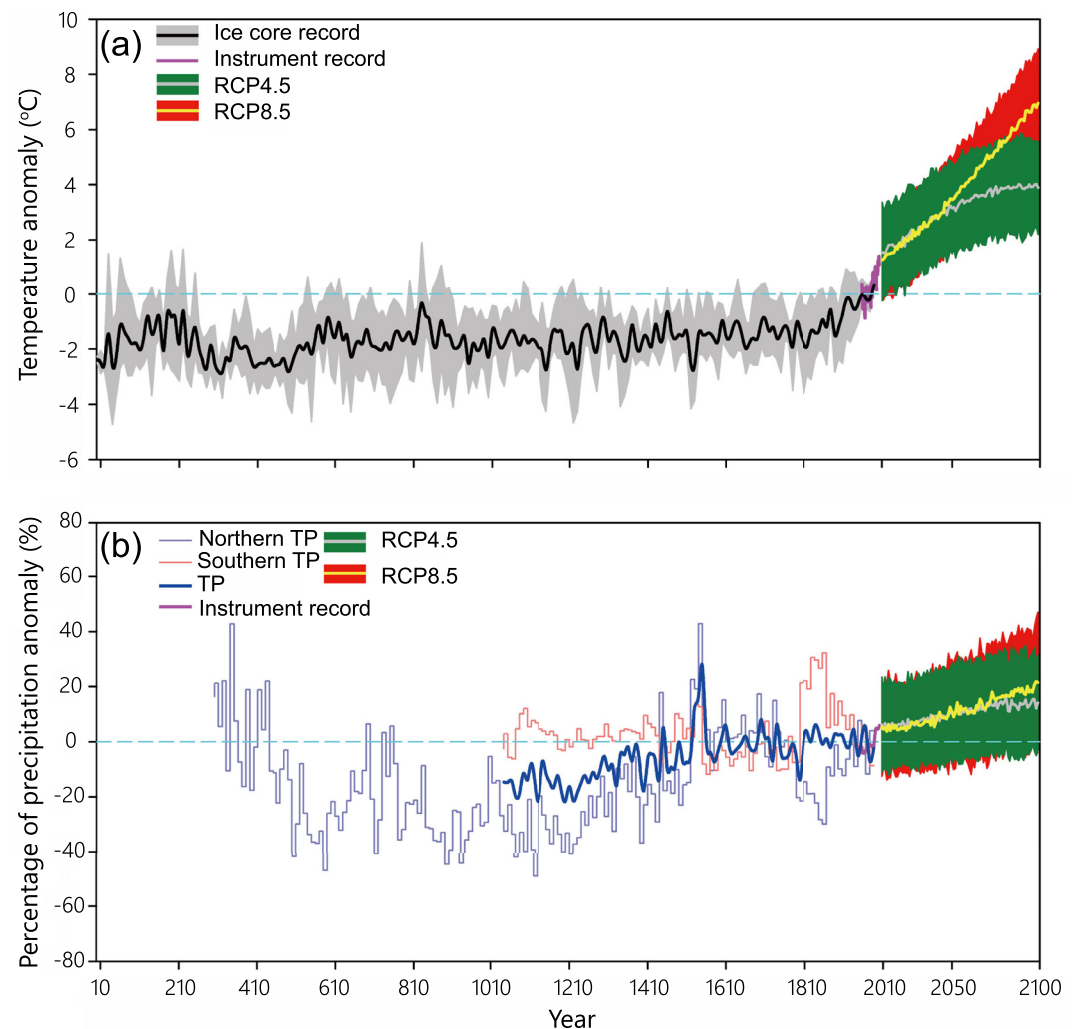 (a)
Ice core record
Instrument record
RCP4.5
RCP8.5
Temperature anomaly (°C)
10
8
6
4
2
0
-2
-4
-6
(b)
Northern TP
Southern TP
TP
Instrument record
RCP4.5
RCP8.5
Percentage of precipitation anomaly (%)
80
60
40
20
0
-20
-40
-60
-80
10 210 410 610 810 1010 1210 1410 1610 1810 2010 2050 2100
Year